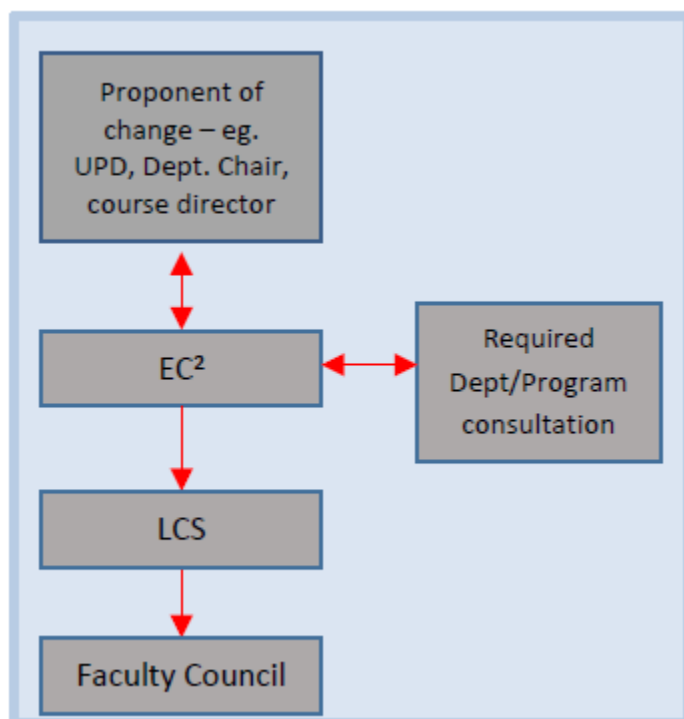 Proponent of
change – eg.
UPD, Dept. Chair,
course director
EC²
Required
Dept/Program
consultation
LCS
Faculty Council